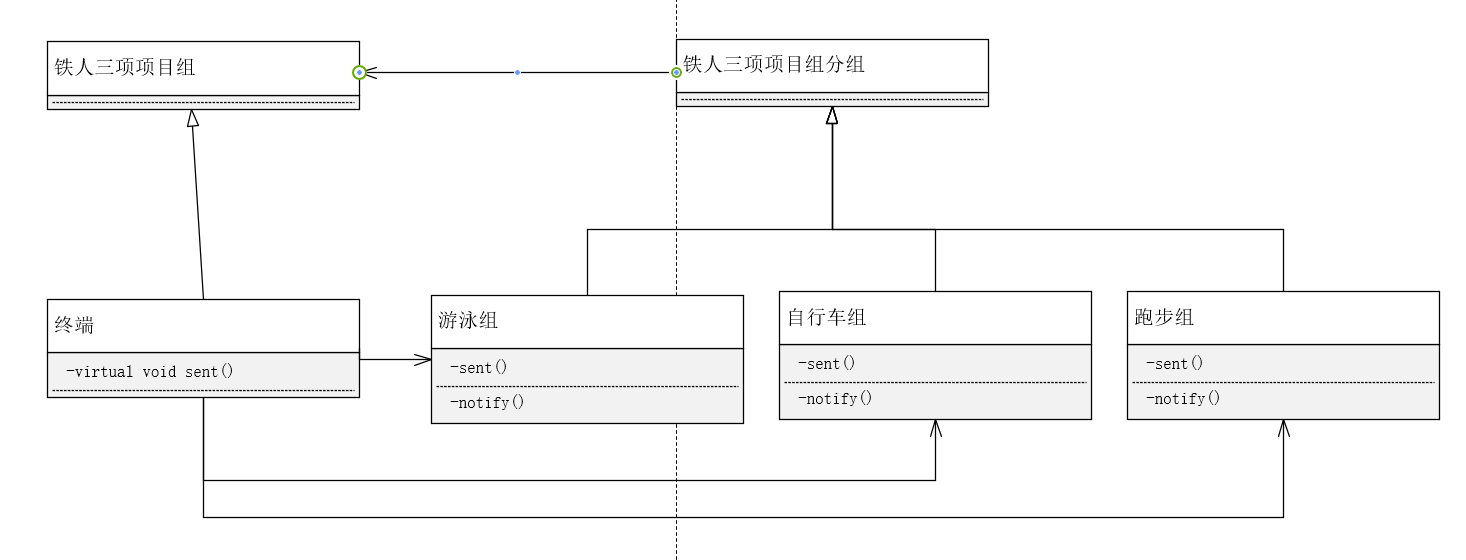 铁人三项项目组
铁人三项项目组分组
终端
-virtual void sent()
游泳组
-sent()
-notify()
自行车组
-sent()
-notify()
跑步组
-sent()
-notify()